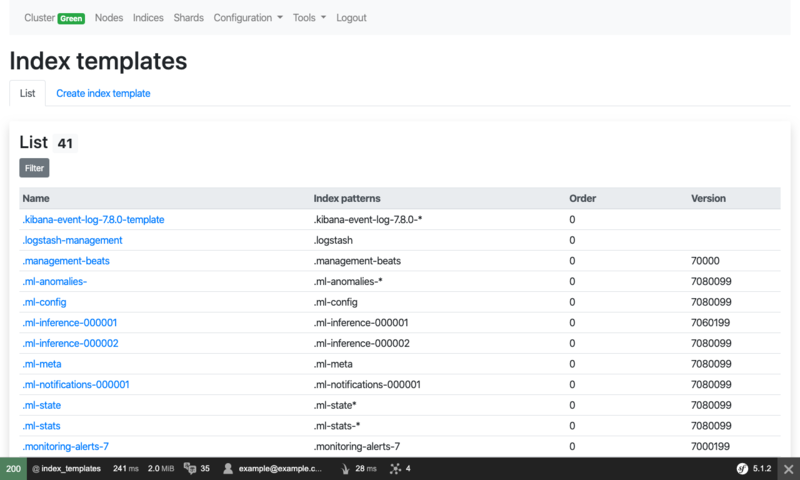 Cluster Green Nodes Indices Shards Configuration Tools Logout
Index templates
List Create index template
List 41
Filter
Name Index patterns Order Version
.kibana-event-log-7.8.0-template .kibana-event-log-7.8.0-* 0
.logstash-management .logstash 0
.management-beats .management-beats 0 70000
.ml-anomalies- .ml-anomalies-* 0 7080099
.ml-config .ml-config 0 7080099
.ml-inference-000001 .ml-inference-000001 0 7060199
.ml-inference-000002 .ml-inference-000002 0 7080099
.ml-meta .ml-meta 0 7080099
.ml-notifications-000001 .ml-notifications-000001 0 7080099
.ml-state .ml-state* 0 7080099
.ml-stats .ml-stats-* 0 7080099
.monitoring-alerts-7 .monitoring-alerts-7 0 7000199
200 @ index_templates 241 ms 2.0 MiB 35 example@example.c... 28 ms 4 sf 5.1.2